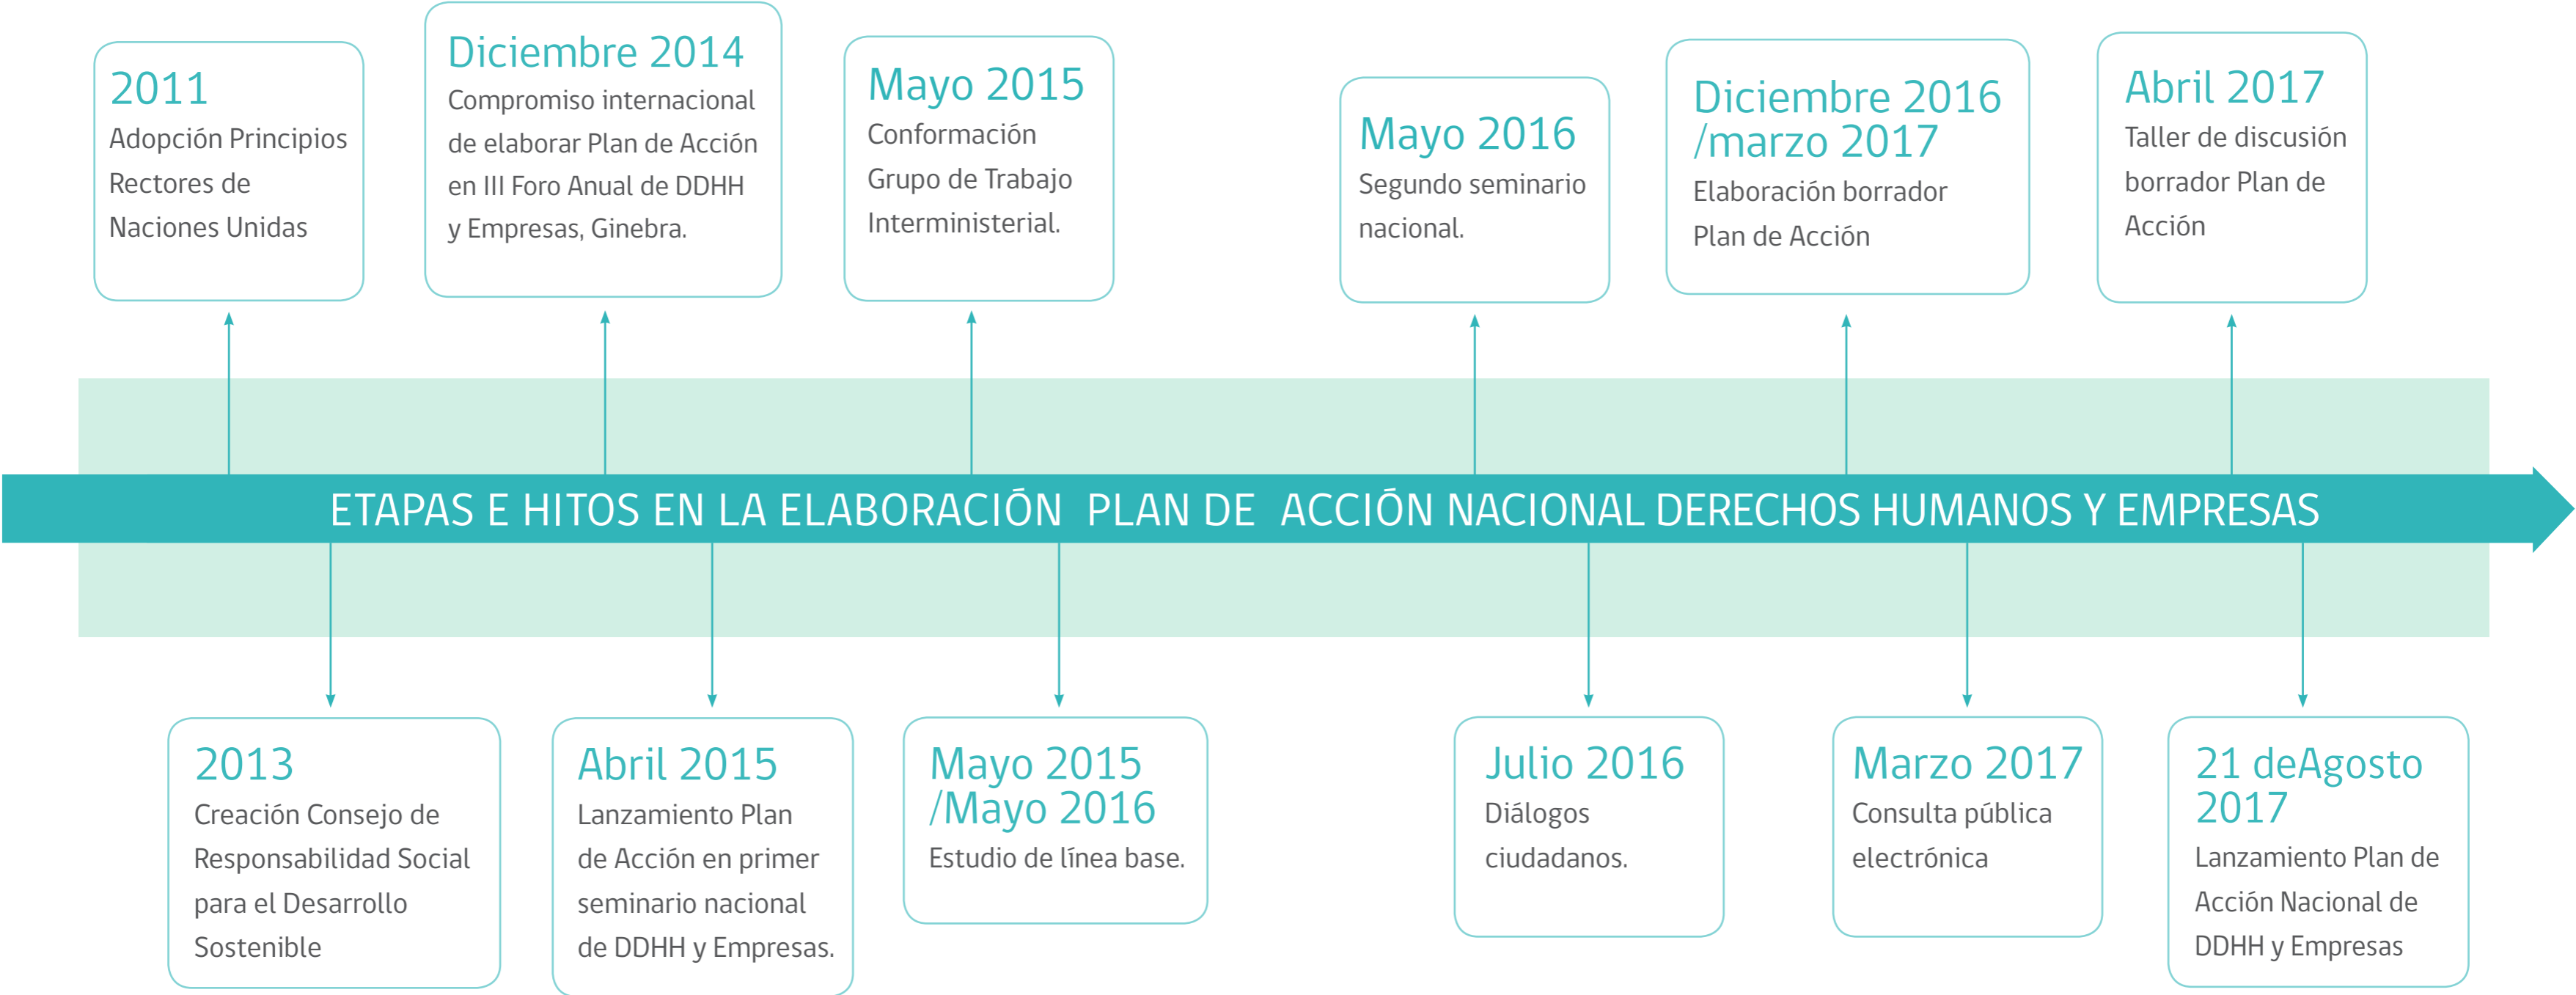 2011
Adopción Principios
Rectores de
Naciones Unidas
Diciembre 2014
Compromiso internacional
de elaborar Plan de Acción
en III Foro Anual de DDHH
y Empresas, Ginebra.
Mayo 2015
Conformación
Grupo de Trabajo
Interministerial.
Mayo 2016
Segundo seminario
nacional.
Diciembre 2016
/marzo 2017
Elaboración borrador
Plan de Acción
Abril 2017
Taller de discusión
borrador Plan de
Acción
ETAPAS E HITOS EN LA ELABORACIÓN PLAN DE ACCIÓN NACIONAL DERECHOS HUMANOS Y EMPRESAS
2013
Creación Consejo de
Responsabilidad Social
para el Desarrollo
Sostenible
Abril 2015
Lanzamiento Plan
de Acción en primer
seminario nacional
de DDHH y Empresas.
Mayo 2015
/Mayo 2016
Estudio de línea base.
Julio 2016
Diálogos
ciudadanos.
Marzo 2017
Consulta pública
electrónica
21 deAgosto
2017
Lanzamiento Plan de
Acción Nacional de
DDHH y Empresas